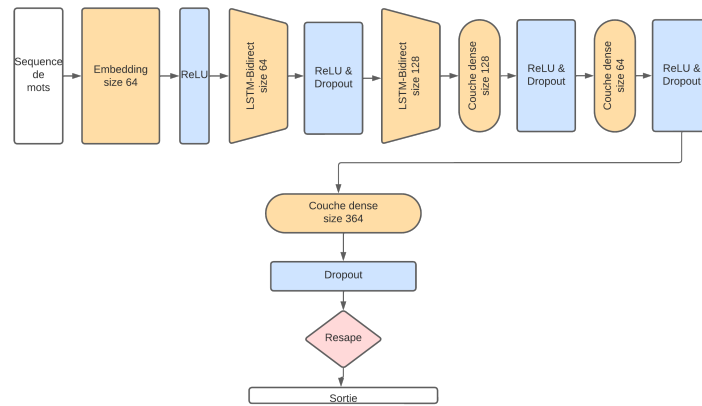 Sequence
de
mots
Embedding
size 64
ReLU
LSTM-Bidirect
size 64
ReLU &
Dropout
LSTM-Bidirect
size 128
Couche dense
size 128
ReLU &
Dropout
Couche dense
size 64
ReLU &
Dropout
Couche dense
size 364
Dropout
Resape
Sortie